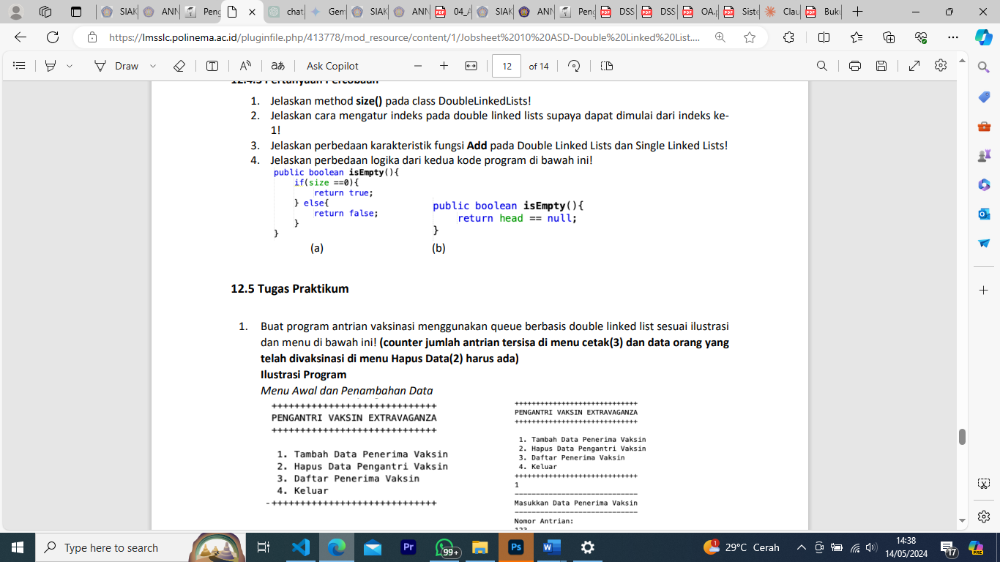 SIAK
ANN
Peng
chat
Gem
SIAK
ANN
04_A
SIAK
ANN
Peng
DSS
DSS
OA.p
Siste
Clau
Buku
https://lmsslc.polinema.ac.id/pluginfile.php/413778/mod_resource/content/1/Jobsheet%2010%20ASD-Double%20Linked%20List....
Draw
Ask Copilot
12
of 14
12.4.3 Pertanyaan Percobaan
1. Jelaskan method size() pada class DoubleLinkedLists!
2. Jelaskan cara mengatur indeks pada double linked lists supaya dapat dimulai dari indeks ke-
1!
3. Jelaskan perbedaan karakteristik fungsi Add pada Double Linked Lists dan Single Linked Lists!
4. Jelaskan perbedaan logika dari kedua kode program di bawah ini!
public boolean isEmpty(){
if(size ==0){
return true;
} else{
return false;
}
}
(a)
public boolean isEmpty(){
return head == null;
}
(b)
12.5 Tugas Praktikum
1. Buat program antrian vaksinasi menggunakan queue berbasis double linked list sesuai ilustrasi
dan menu di bawah ini! (counter jumlah antrian tersisa di menu cetak(3) dan data orang yang
telah divaksinasi di menu Hapus Data(2) harus ada)
Ilustrasi Program
Menu Awal dan Penambahan Data
+++++++++++++++++++++++++++++
PENGANTRI VAKSIN EXTRAVAGANZA
+++++++++++++++++++++++++++++
1. Tambah Data Penerima Vaksin
2. Hapus Data Pengantri Vaksin
3. Daftar Penerima Vaksin
4. Keluar
+++++++++++++++++++++++++++++
+++++++++++++++++++++++++++++
PENGANTRI VAKSIN EXTRAVAGANZA
+++++++++++++++++++++++++++++
1. Tambah Data Penerima Vaksin
2. Hapus Data Pengantri Vaksin
3. Daftar Penerima Vaksin
4. Keluar
+++++++++++++++++++++++++++++
1
-----------------------------
Masukkan Data Penerima Vaksin
-----------------------------
Nomor Antrian:
123
Type here to search
99+
29°C Cerah
14:38
14/05/2024
17